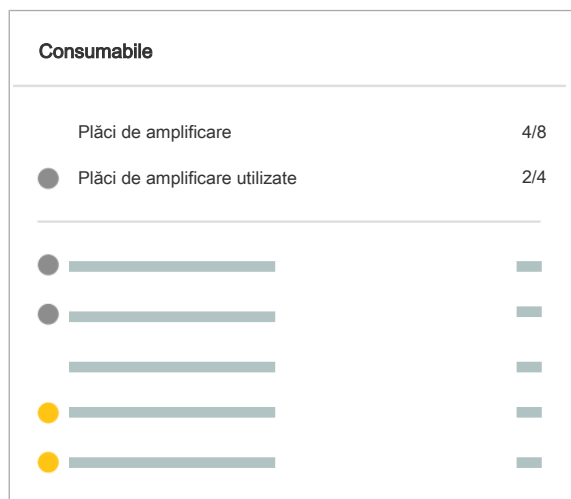 Consumabile
Plăci de amplificare 4/8
Plăci de amplificare utilizate 2/4